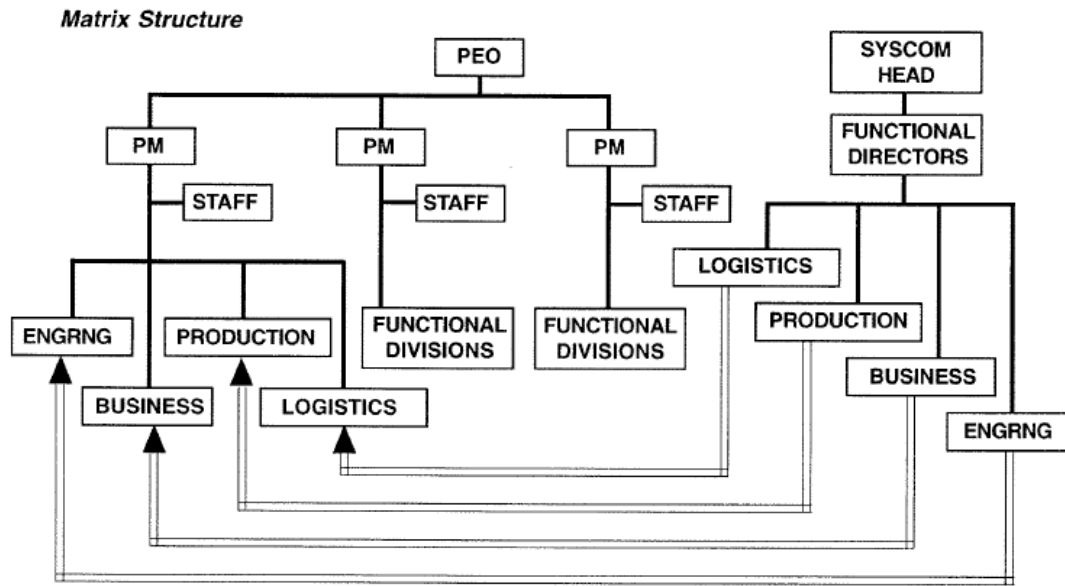 Matrix Structure
PEO
SYSCOM
HEAD
PM
PM
PM
FUNCTIONAL
DIRECTORS
STAFF
STAFF
STAFF
LOGISTICS
ENGRNG
PRODUCTION
FUNCTIONAL
DIVISIONS
FUNCTIONAL
DIVISIONS
PRODUCTION
BUSINESS
LOGISTICS
BUSINESS
ENGRNG